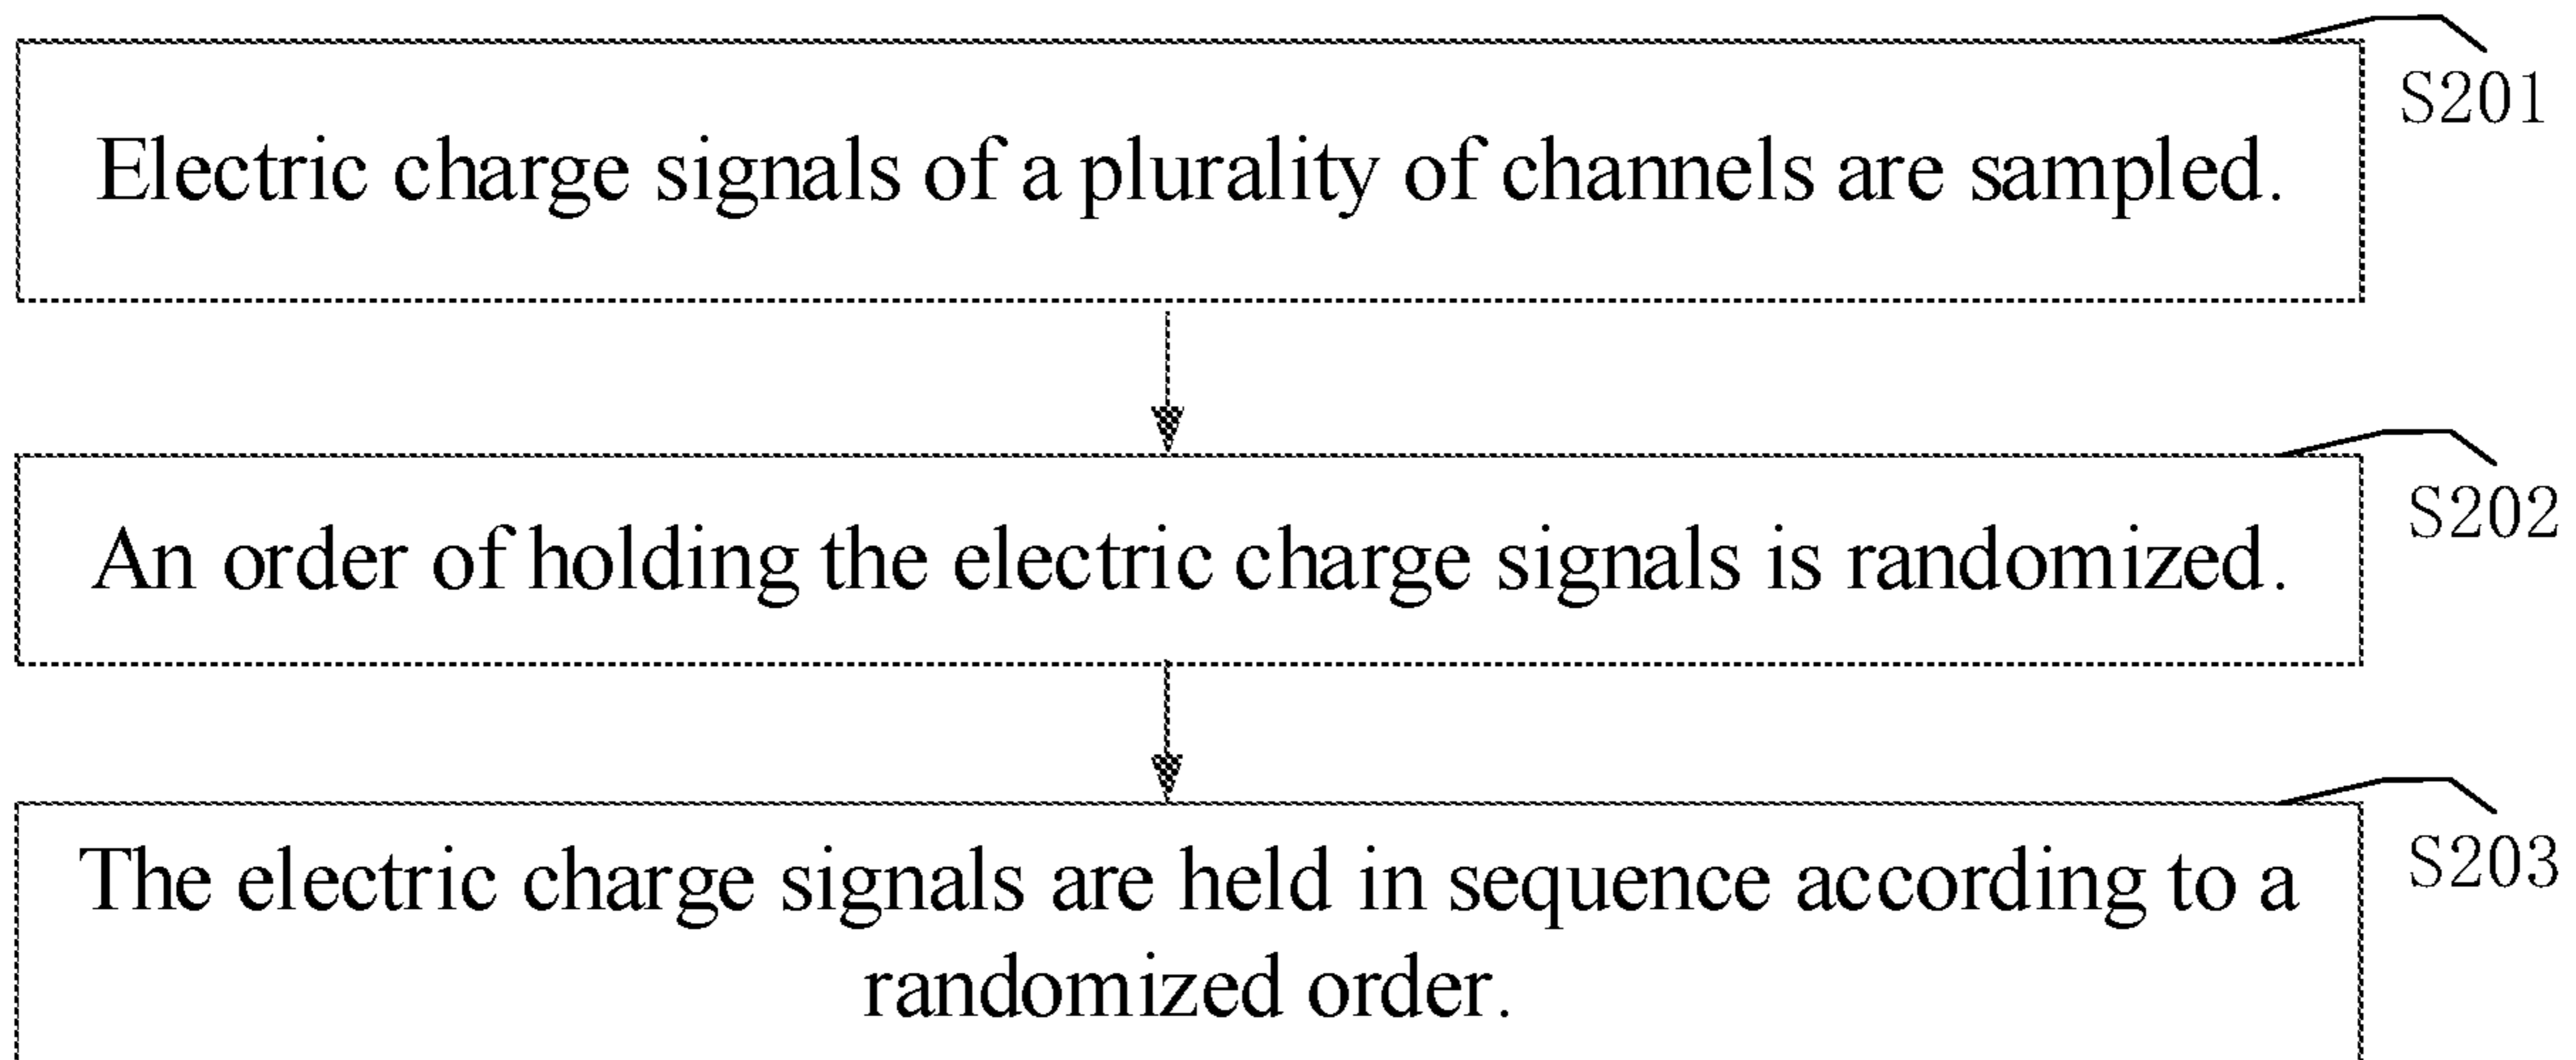 S201
Electric charge signals of a plurality of channels are sampled.
S202
An order of holding the electric charge signals is randomized.
S203
The electric charge signals are held in sequence according to a
randomized order.